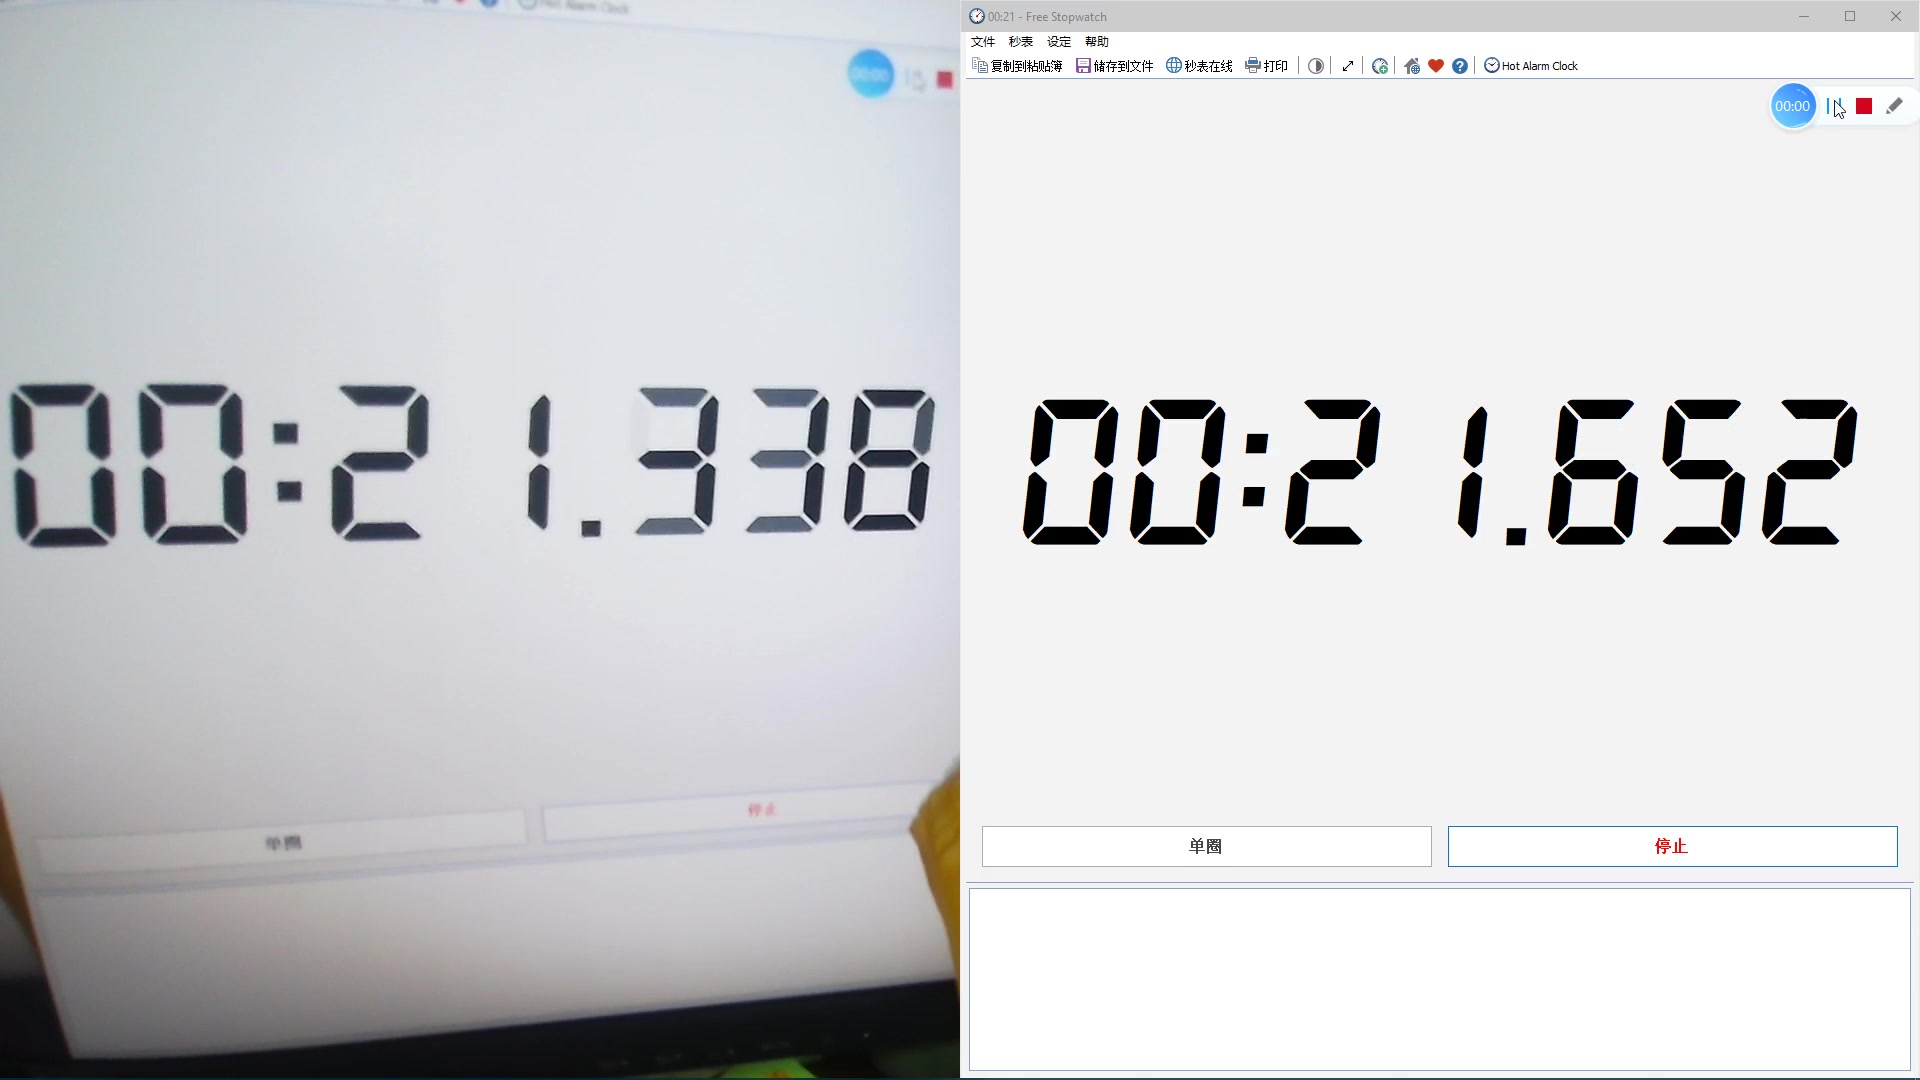 Hot Alarm Clock
00:00
00:21.338
单圈
停止
00:21 - Free Stopwatch
文件 秒表 设定 帮助
复制到粘贴簿 储存到文件 秒表在线 打印 Hot Alarm Clock
00:00
00:21.652
单圈 停止